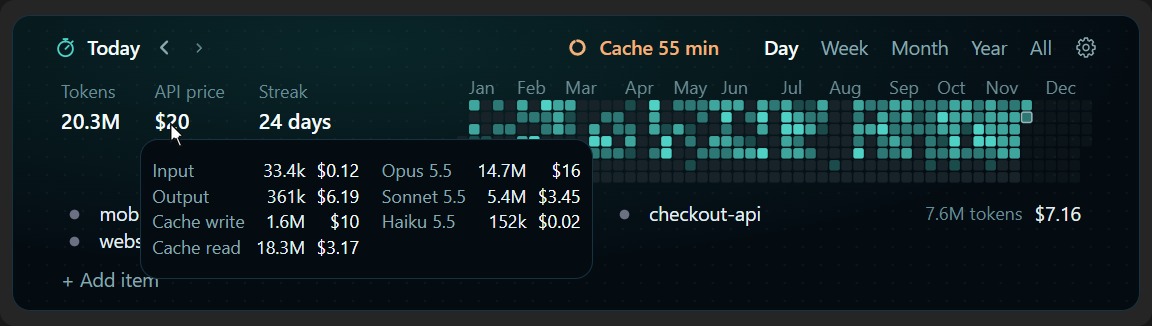 Today Cache 55 min Day Week Month Year All
Jan Feb Mar Apr May Jun Jul Aug Sep Oct Nov Dec
Tokens API price Streak
20.3M $20 24 days
Input 33.4k $0.12 Opus 5.5 14.7M $16
Output 361k $6.19 Sonnet 5.5 5.4M $3.45
Cache write 1.6M $10 Haiku 5.5 152k $0.02
Cache read 18.3M $3.17
mob
webs
checkout-api 7.6M tokens $7.16
+ Add item